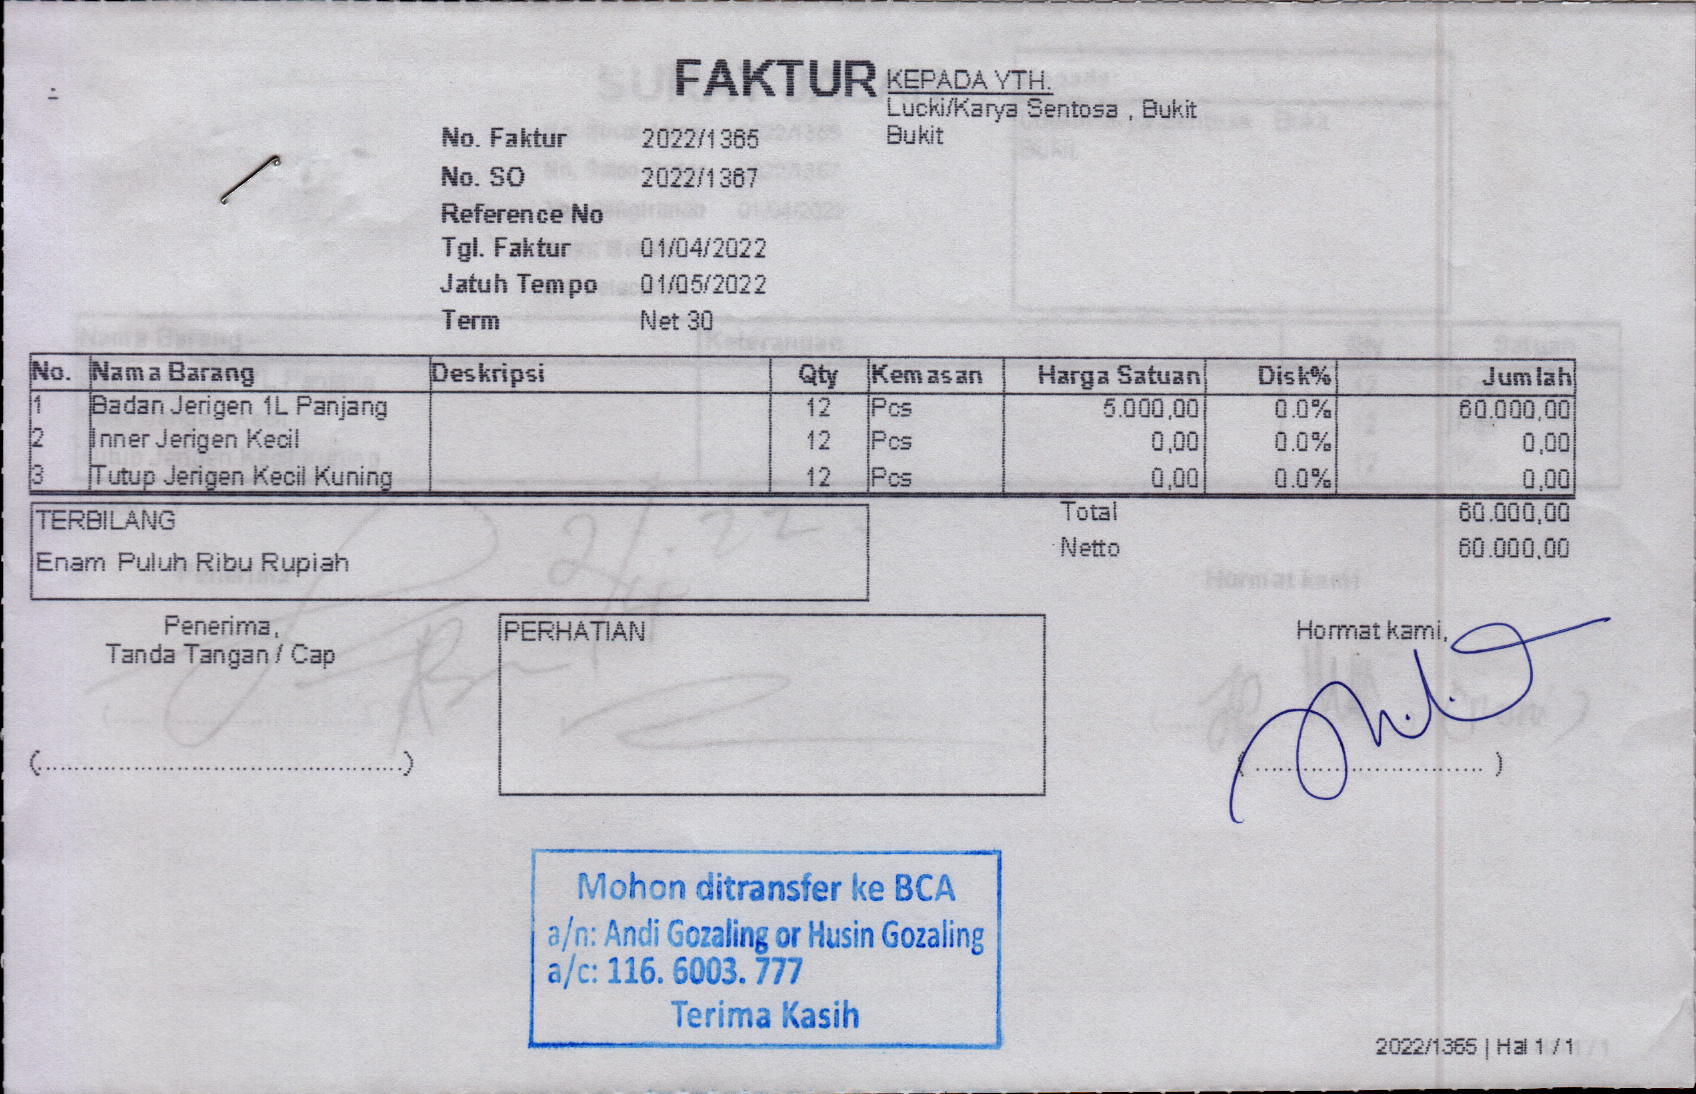 FAKTUR
KEPADA YTH.
Lucki/Karya Sentosa , Bukit
Bukit
No. Faktur 2022/1365
No. SO 2022/1367
Reference No
Tgl. Faktur 01/04/2022
Jatuh Tempo 01/05/2022
Term Net 30
No. Nama Barang Deskripsi Qty Kemasan Harga Satuan Disk% Jumlah
1 Badan Jerigen 1L Panjang 12 Pcs 5.000,00 0.0% 60.000,00
2 Inner Jerigen Kecil 12 Pcs 0,00 0.0% 0,00
3 Tutup Jerigen Kecil Kuning 12 Pcs 0,00 0.0% 0,00
Total 60.000,00
Netto 60.000,00
TERBILANG
Enam Puluh Ribu Rupiah
Penerima,
Tanda Tangan / Cap
(..................................................)
PERHATIAN
Hormat kami,
( ................................ )
Mohon ditransfer ke BCA
a/n: Andi Gozaling or Husin Gozaling
a/c: 116. 6003. 777
Terima Kasih
2022/1365 | Hal 1 / 1